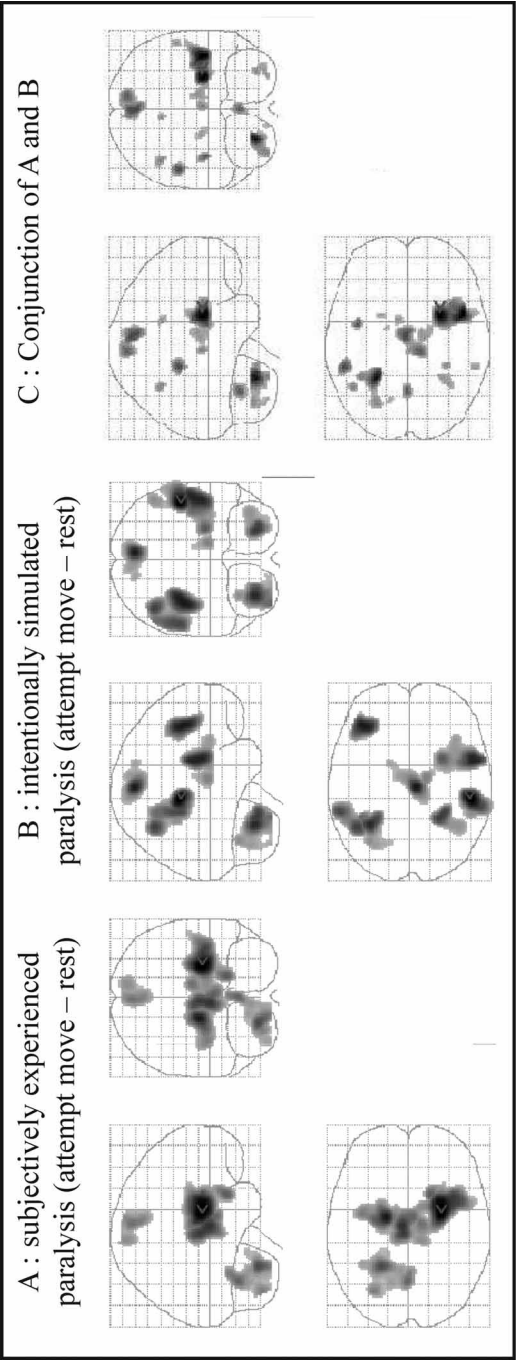 A : subjectively experienced
paralysis (attempt move – rest)
B : intentionally simulated
paralysis (attempt move – rest)
C : Conjunction of A and B